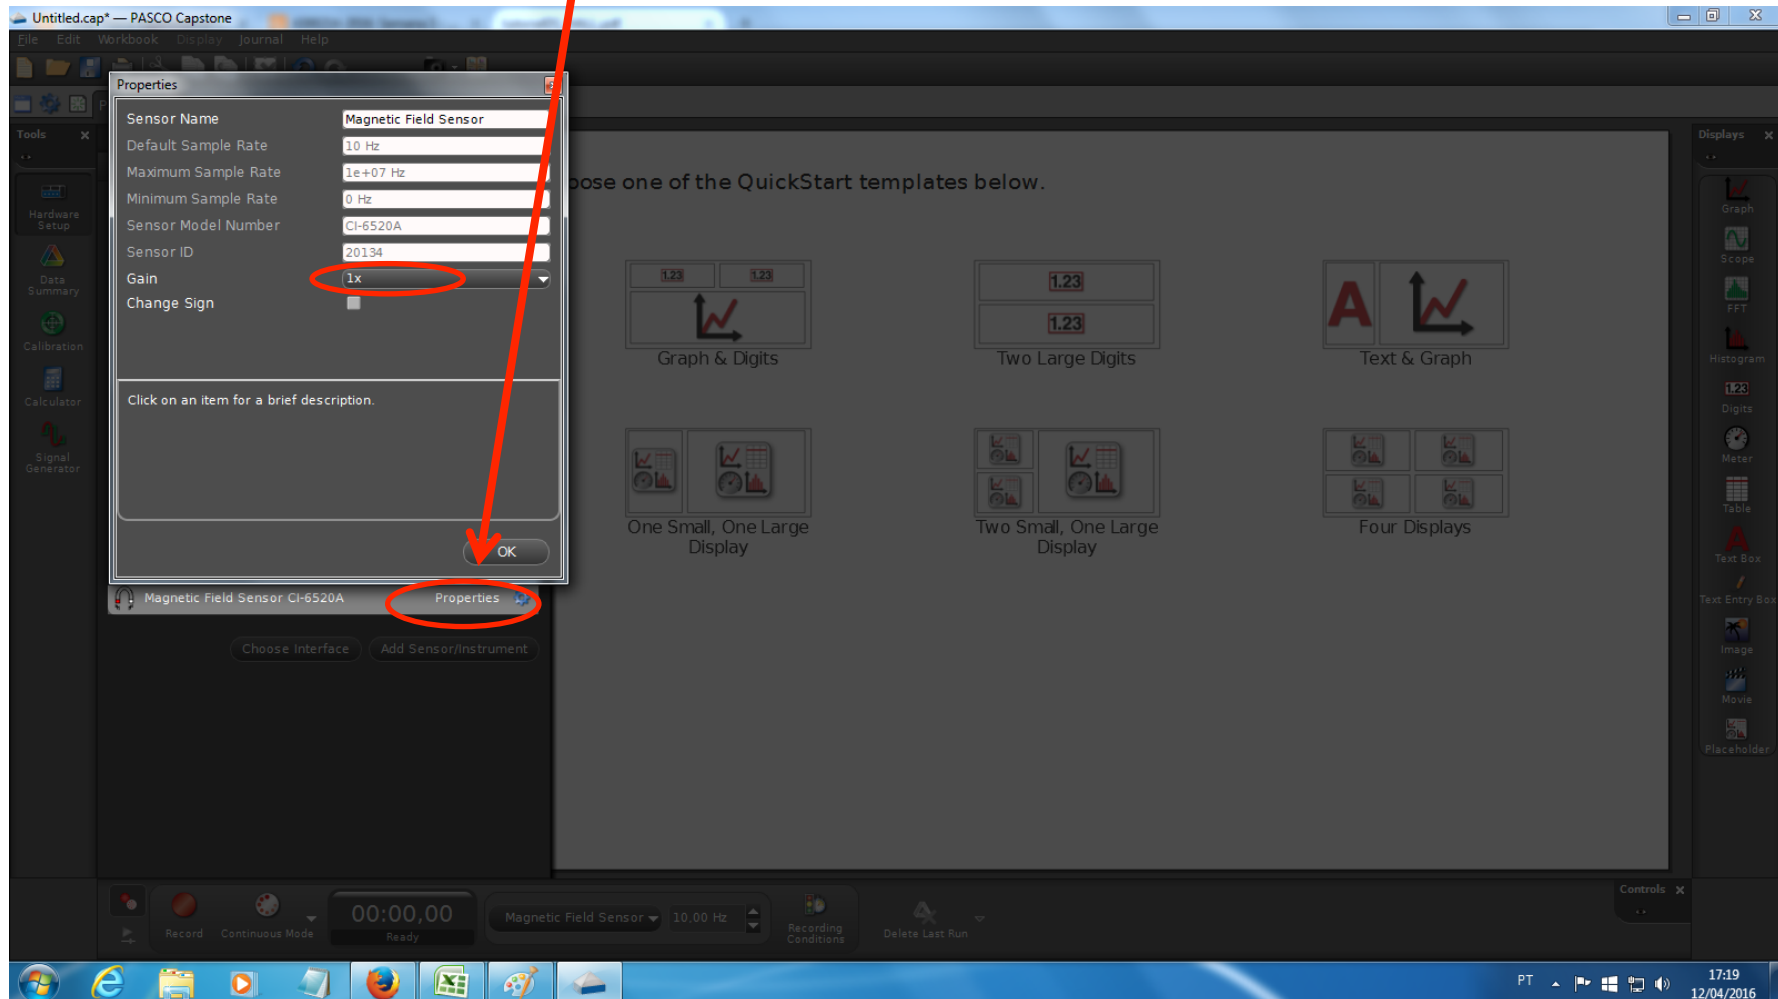 Untitled.cap* — PASCO Capstone
File Edit Workbook Display Journal Help
Properties
Sensor Name Magnetic Field Sensor
Default Sample Rate 10 Hz
Maximum Sample Rate 1e+07 Hz
Minimum Sample Rate 0 Hz
Sensor Model Number CI-6520A
Sensor ID 20134
Gain 1x
Change Sign
Click on an item for a brief description.
OK
Magnetic Field Sensor CI-6520A Properties
Choose Interface Add Sensor/Instrument
Tools
Hardware
Setup
Data
Summary
Calibration
Calculator
Signal
Generator
one of the QuickStart templates below.
1.23 1.23
Graph & Digits
1.23
1.23
Two Large Digits
A
Text & Graph
One Small, One Large
Display
Two Small, One Large
Display
Four Displays
Displays
Graph
Scope
FFT
Histogram
1.23
Digits
Meter
Table
A
Text Box
Text Entry Box
Image
Movie
Placeholder
Controls
Record Continuous Mode
00:00,00
Ready
Magnetic Field Sensor 10,00 Hz
Recording
Conditions
Delete Last Run
PT
17:19
12/04/2016